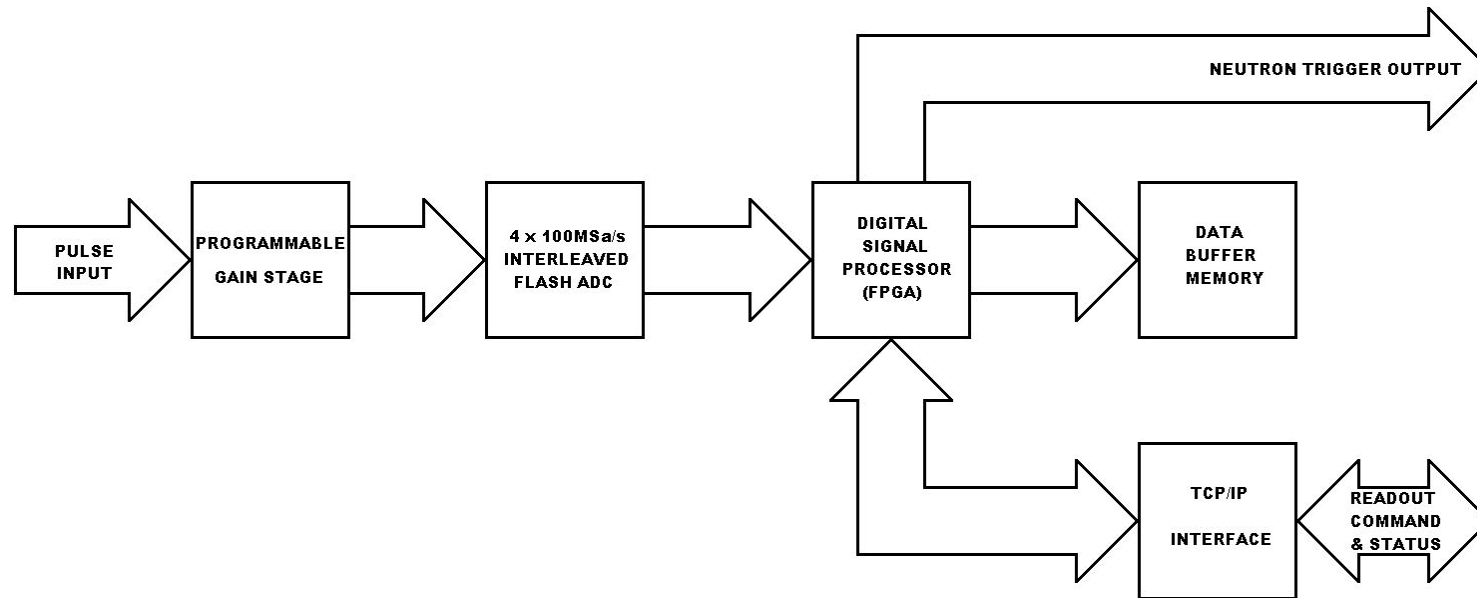 NEUTRON TRIGGER OUTPUT
PULSE
INPUT
PROGRAMMABLE
GAIN STAGE
4 x 100MSa/s
INTERLEAVED
FLASH ADC
DIGITAL
SIGNAL
PROCESSOR
(FPGA)
DATA
BUFFER
MEMORY
TCP/IP
INTERFACE
READOUT
COMMAND
& STATUS